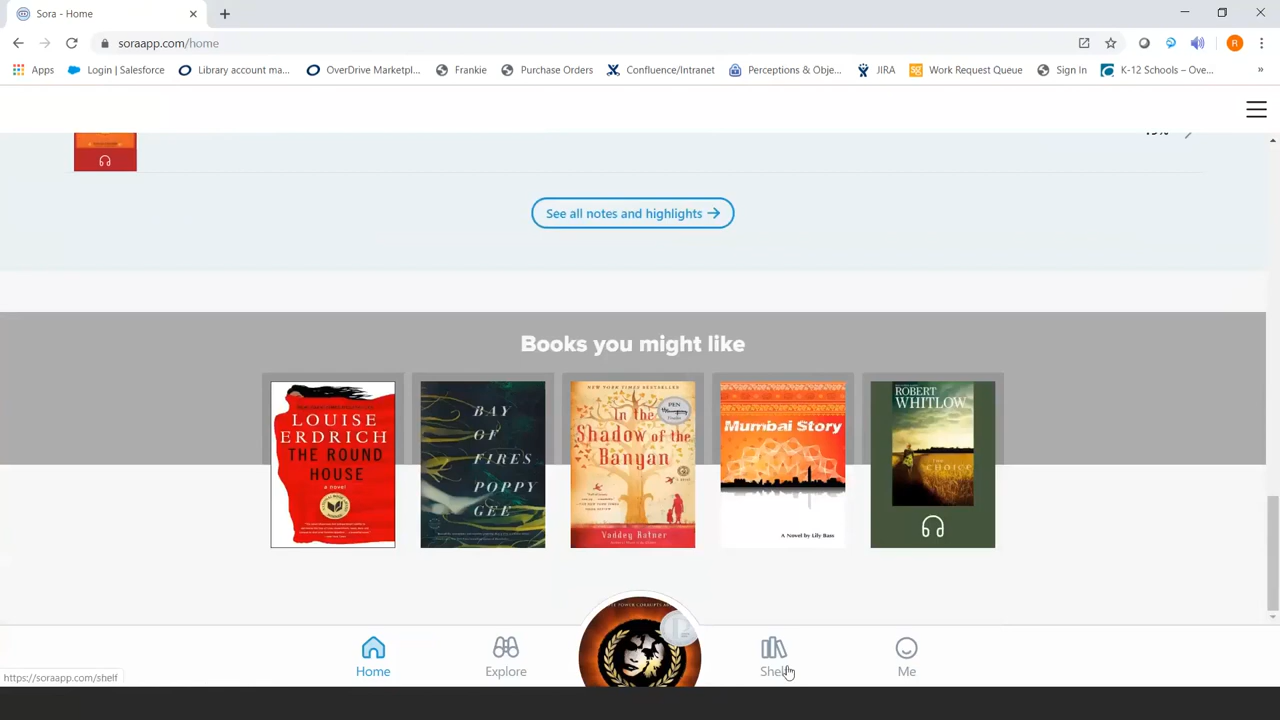 Sora - Home
soraapp.com/home
R
Apps
Login | Salesforce
Library account ma...
OverDrive Marketpl...
Frankie
Purchase Orders
Confluence/Intranet
Perceptions & Obje...
JIRA
sg Work Request Queue
Sign In
K-12 Schools – Ove...
»
See all notes and highlights →
Books you might like
LOUISE
ERDRICH
THE ROUND
HOUSE
a novel
BAY
OF
FIRES
POPPY
GEE
NEW YORK TIMES BESTSELLER
PEN
In the
Shadow of the
Banyan
Vaddey Ratner
Mumbai Story
A Novel by Lily Bass
ROBERT
WHITLOW
choice
Home
Explore
Shelf
Me
https://soraapp.com/shelf